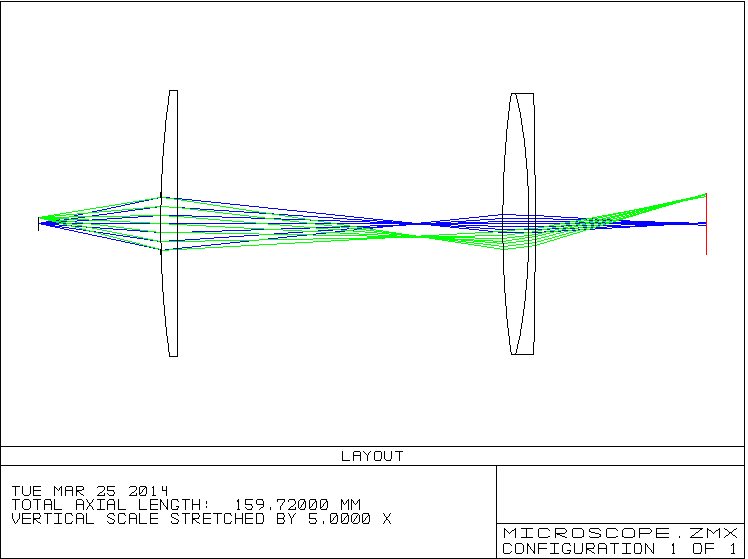 LAYOUT
TUE MAR 25 2014
TOTAL AXIAL LENGTH:  159.72000 MM
VERTICAL SCALE STRETCHED BY 5.0000 X
MICROSCOPE.ZMX
CONFIGURATION 1 OF 1